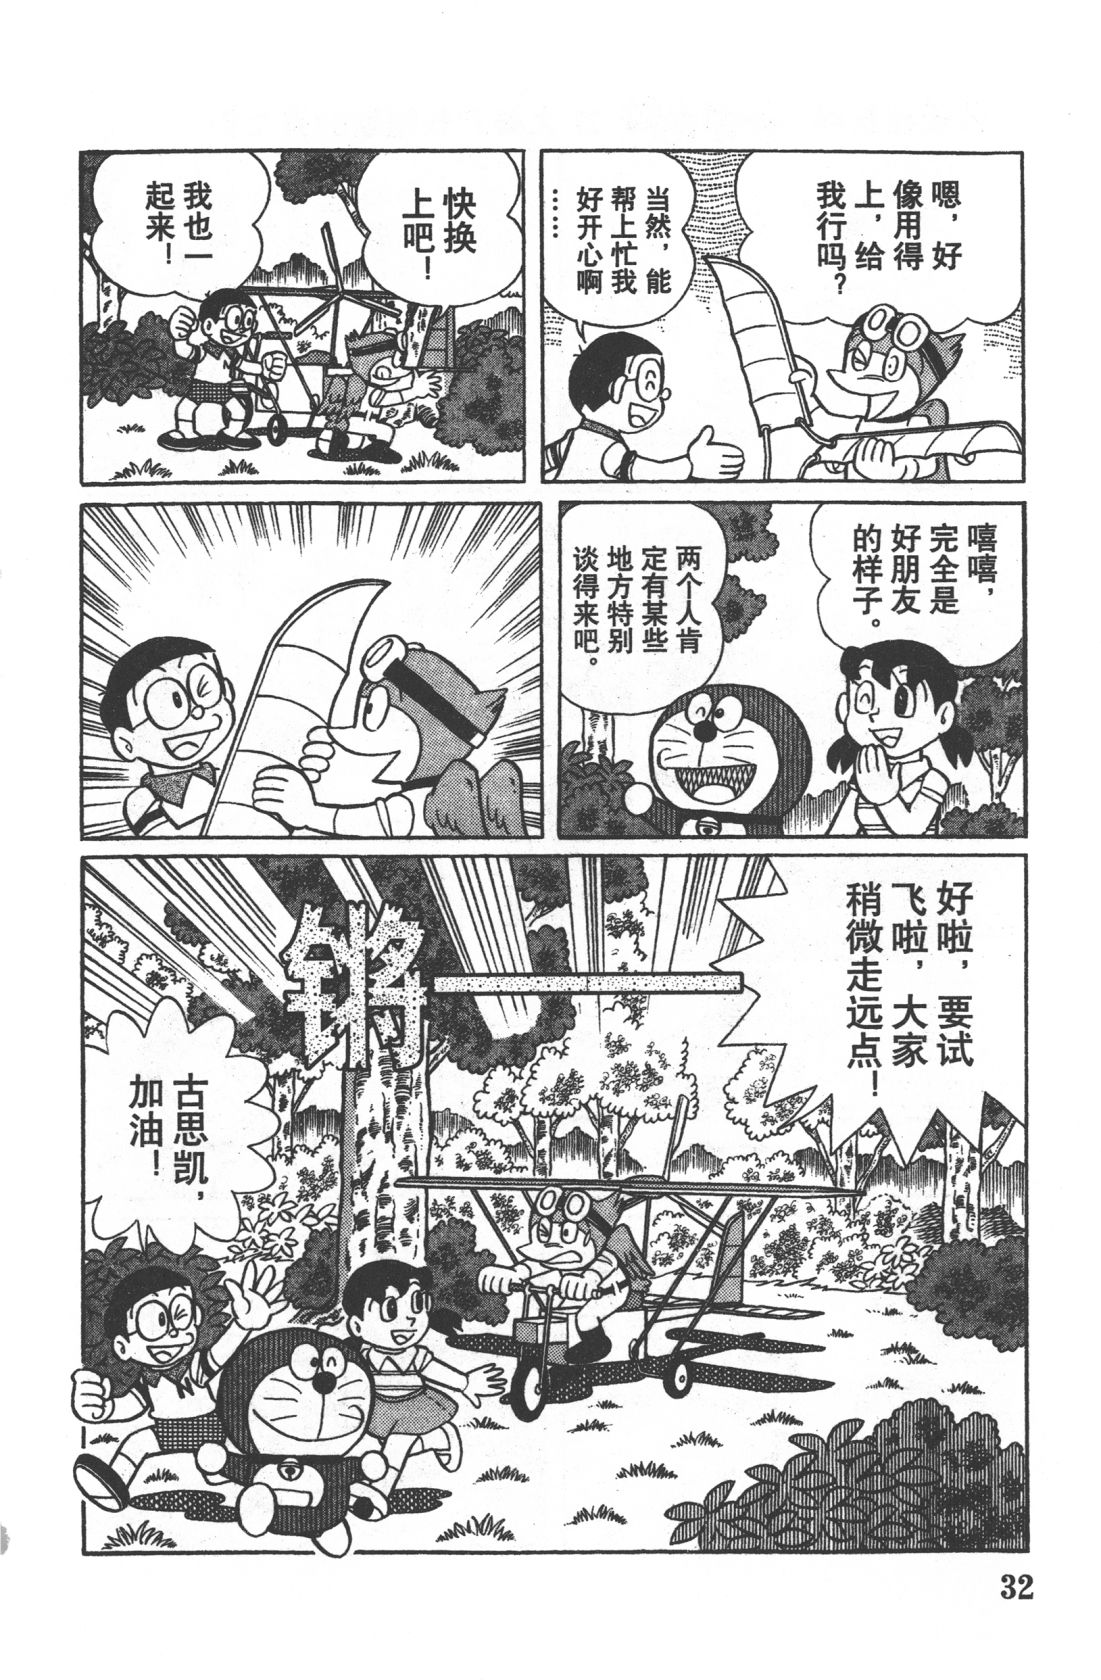 嗯，好
像用得
上，给
我行吗？
当然，能
帮上忙我
好开心啊
……
快换
上吧！
我也一
起来！
嘻嘻，
完全是
好朋友
的样子。
两个人肯
定有某些
地方特别
谈得来吧。
好啦，要试
飞啦，大家
稍微走远点！
锵—
古思凯，
加油！
32